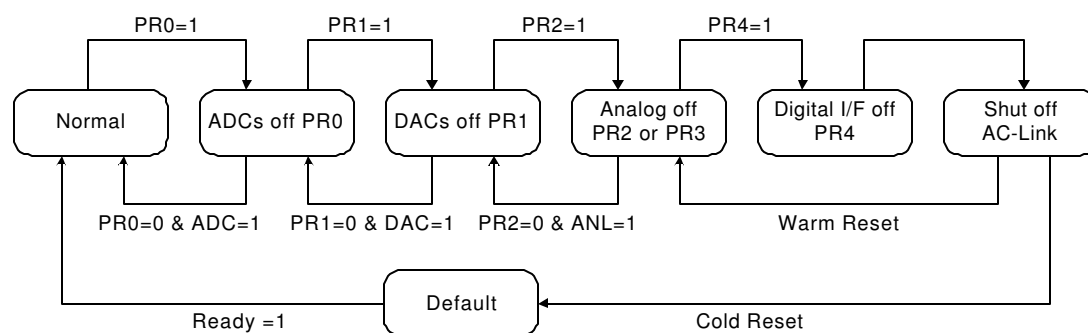 PR0=1
PR1=1
PR2=1
PR4=1
Normal
ADCs off PR0
DACs off PR1
Analog off
PR2 or PR3
Digital I/F off
PR4
Shut off
AC-Link
PR0=0 & ADC=1
PR1=0 & DAC=1
PR2=0 & ANL=1
Warm Reset
Default
Ready =1
Cold Reset